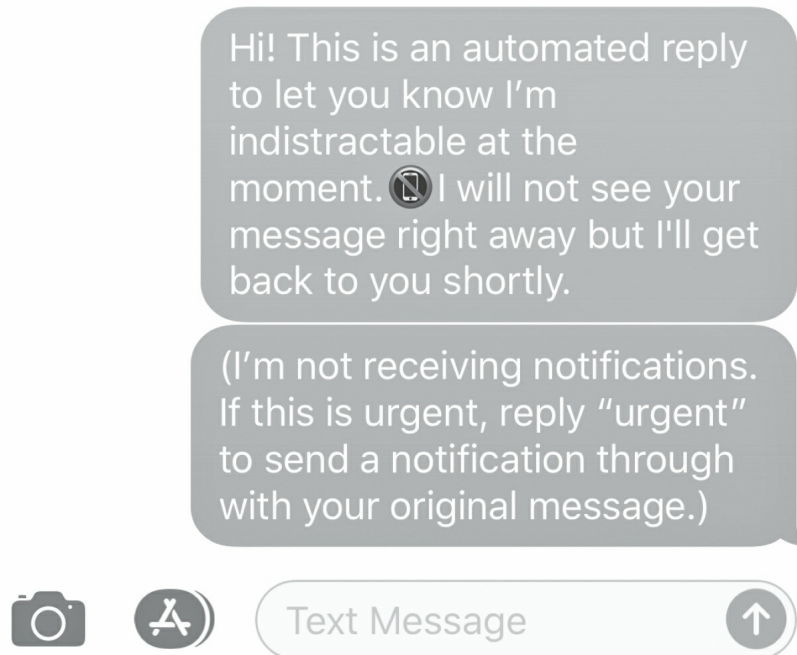 Hi! This is an automated reply
to let you know I’m
indistractable at the
moment. 📵 I will not see your
message right away but I'll get
back to you shortly.
(I’m not receiving notifications.
If this is urgent, reply “urgent”
to send a notification through
with your original message.)
Text Message